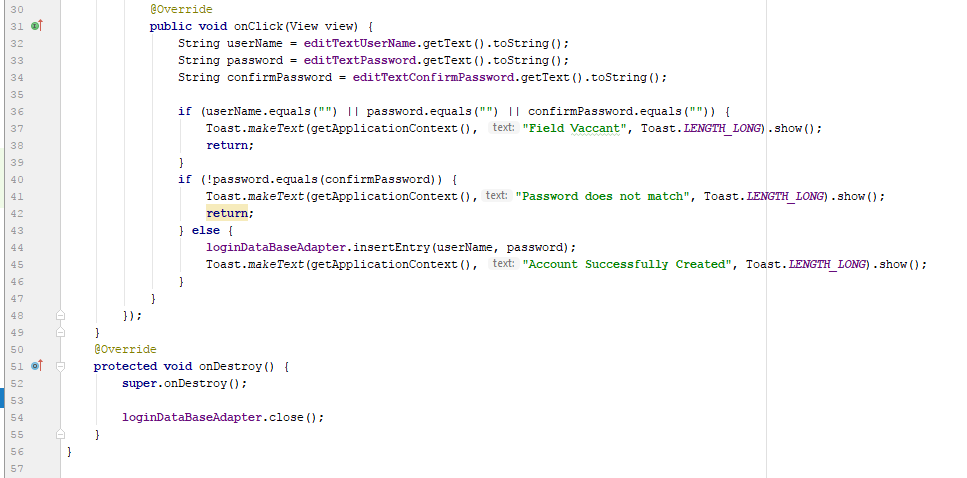 30 @Override
31 public void onClick(View view) {
32 String userName = editTextUserName.getText().toString();
33 String password = editTextPassword.getText().toString();
34 String confirmPassword = editTextConfirmPassword.getText().toString();
35
36 if (userName.equals("") || password.equals("") || confirmPassword.equals("")) {
37 Toast.makeText(getApplicationContext(), text: "Field Vaccant", Toast.LENGTH_LONG).show();
38 return;
39 }
40 if (!password.equals(confirmPassword)) {
41 Toast.makeText(getApplicationContext(), text: "Password does not match", Toast.LENGTH_LONG).show();
42 return;
43 } else {
44 loginDataBaseAdapter.insertEntry(userName, password);
45 Toast.makeText(getApplicationContext(), text: "Account Successfully Created", Toast.LENGTH_LONG).show();
46 }
47 }
48 });
49 }
50 @Override
51 protected void onDestroy() {
52 super.onDestroy();
53
54 loginDataBaseAdapter.close();
55 }
56 }
57